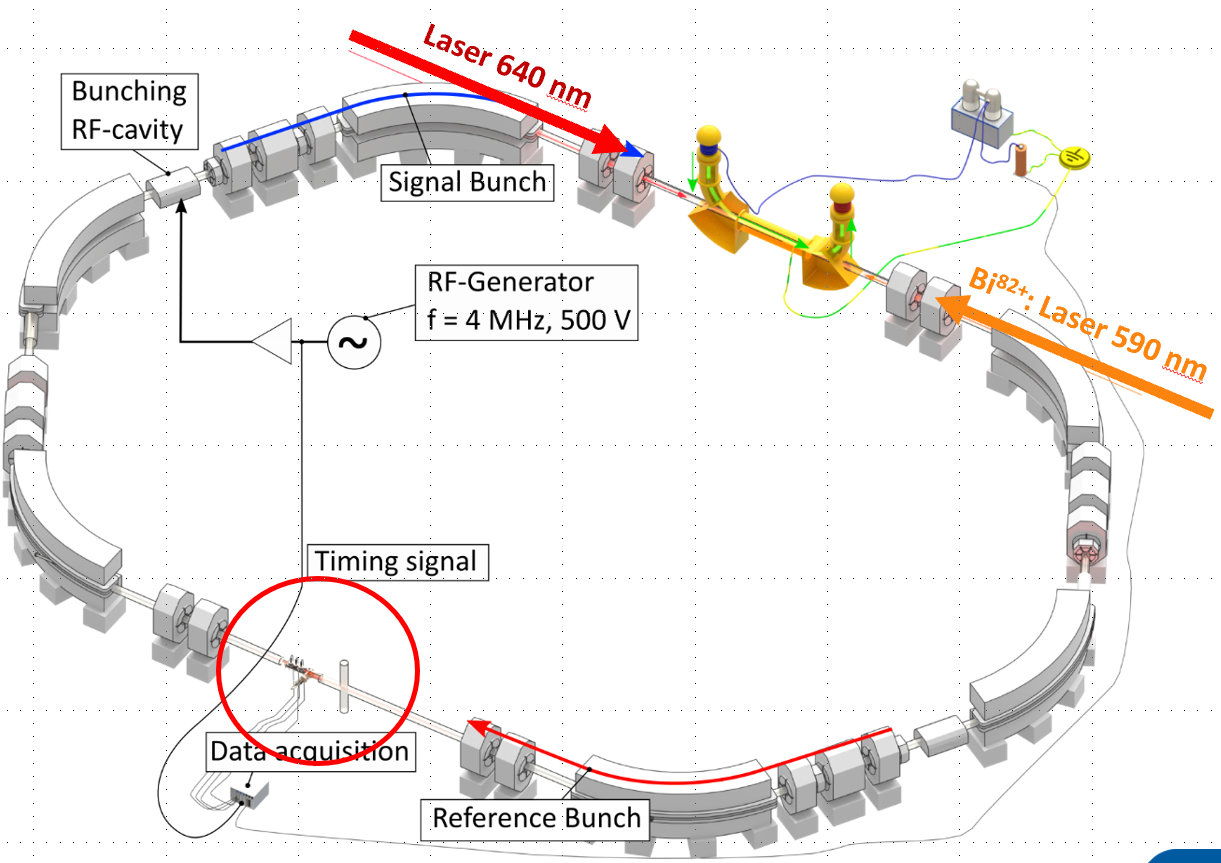 Laser 640 nm
Bunching
RF-cavity
Signal Bunch
RF-Generator
f = 4 MHz, 500 V
~
Bi⁸²⁺: Laser 590 nm
Timing signal
Data acquisition
Reference Bunch